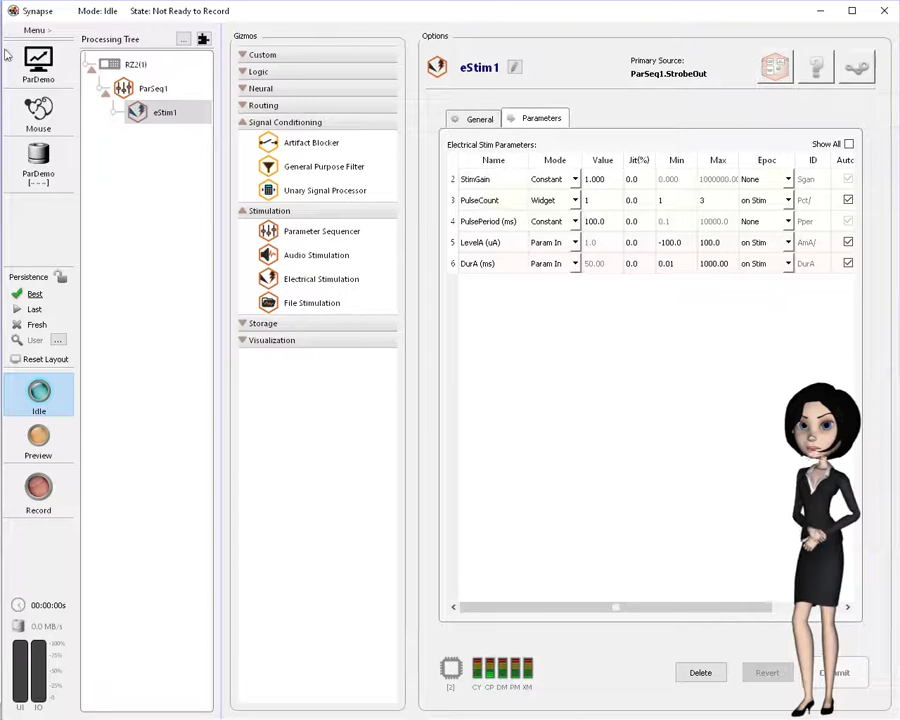 Synapse Mode: Idle State: Not Ready to Record
Menu >
ParDemo
Mouse
ParDemo
[---]
Persistence
Best
Last
Fresh
User ...
Reset Layout
Idle
Preview
Record
00:00:00s
0.0 MB/s
-100%
-75%
-50%
-25%
-0
UI IO
Processing Tree ...
RZ2(1)
ParSeq1
eStim1
Gizmos
Custom
Logic
Neural
Routing
Signal Conditioning
Artifact Blocker
General Purpose Filter
Unary Signal Processor
Stimulation
Parameter Sequencer
Audio Stimulation
Electrical Stimulation
File Stimulation
Storage
Visualization
Options
eStim1
Primary Source:
ParSeq1.StrobeOut
General Parameters
Electrical Stim Parameters: Show All
Name Mode Value Jit(%) Min Max Epoc ID Auto
2 StimGain Constant 1.000 0.0 0.000 1000000.00 None Sgan
3 PulseCount Widget 1 0.0 1 3 on Stim Pct/
4 PulsePeriod (ms) Constant 100.0 0.0 0.1 10000.0 None Pper
5 LevelA (uA) Param In 1.0 0.0 -100.0 100.0 on Stim AmA/
6 DurA (ms) Param In 50.00 0.0 0.01 1000.00 on Stim DurA
[2] CY CP DM PM XM
Delete Revert